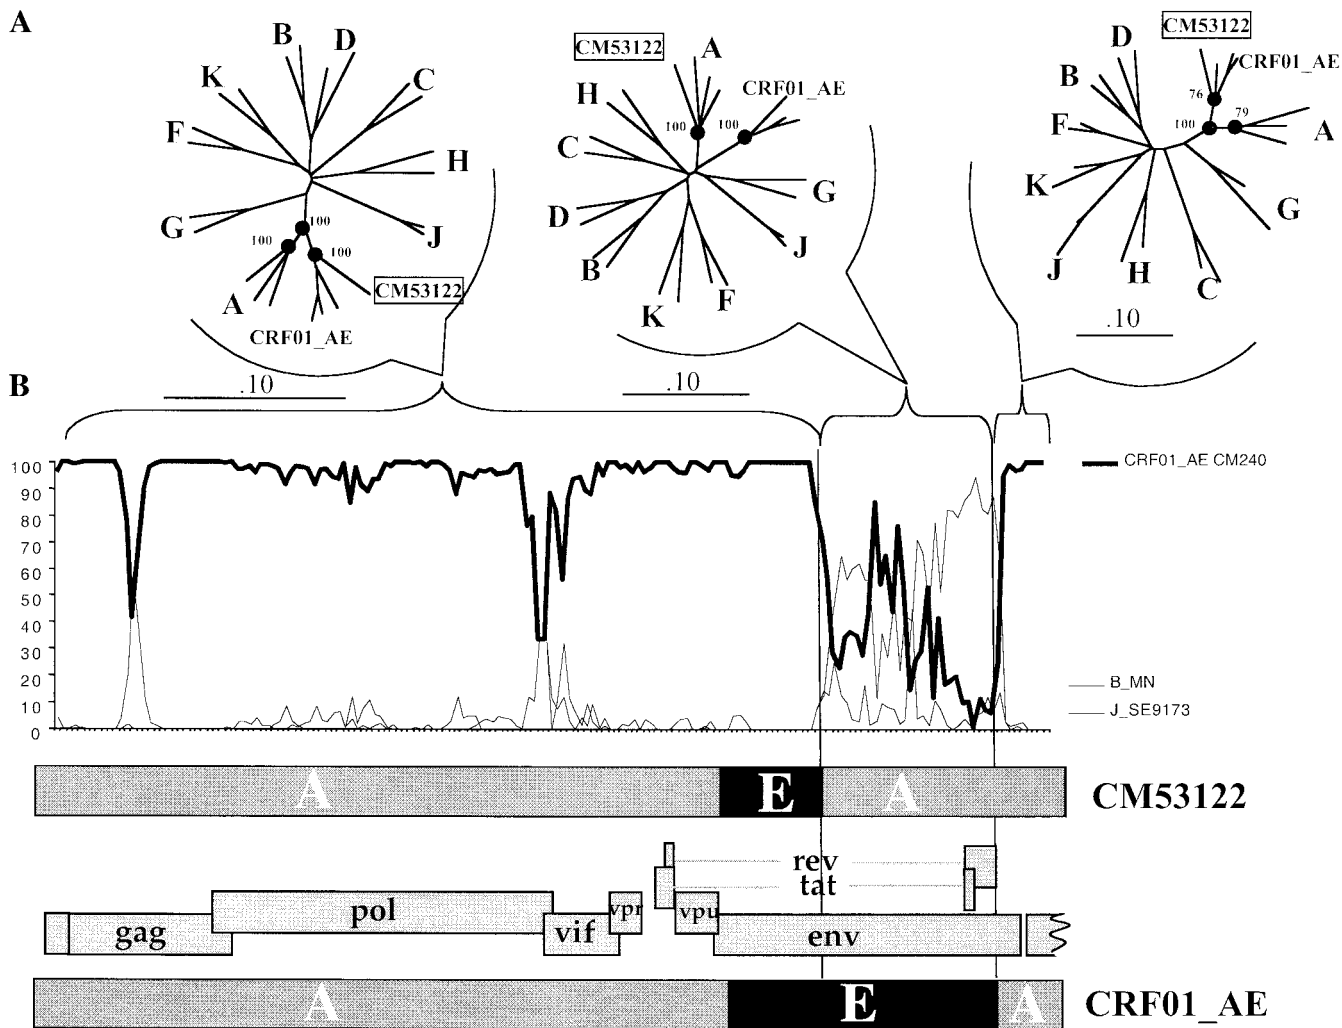 A
B
D
K
C
F
H
G
J
100
100
100
A
CM53122
CRF01_AE
.10
CM53122
A
CRF01_AE
H
100
100
C
G
D
J
B
F
K
.10
CM53122
D
CRF01_AE
B
76
F
100
79
A
K
G
J
H
C
.10
B
100
90
80
70
60
50
40
30
20
10
0
CRF01_AE CM240
B_MN
J_SE9173
A
E
A
CM53122
rev
tat
gag
pol
vif
vpr
vpu
env
A
E
A
CRF01_AE